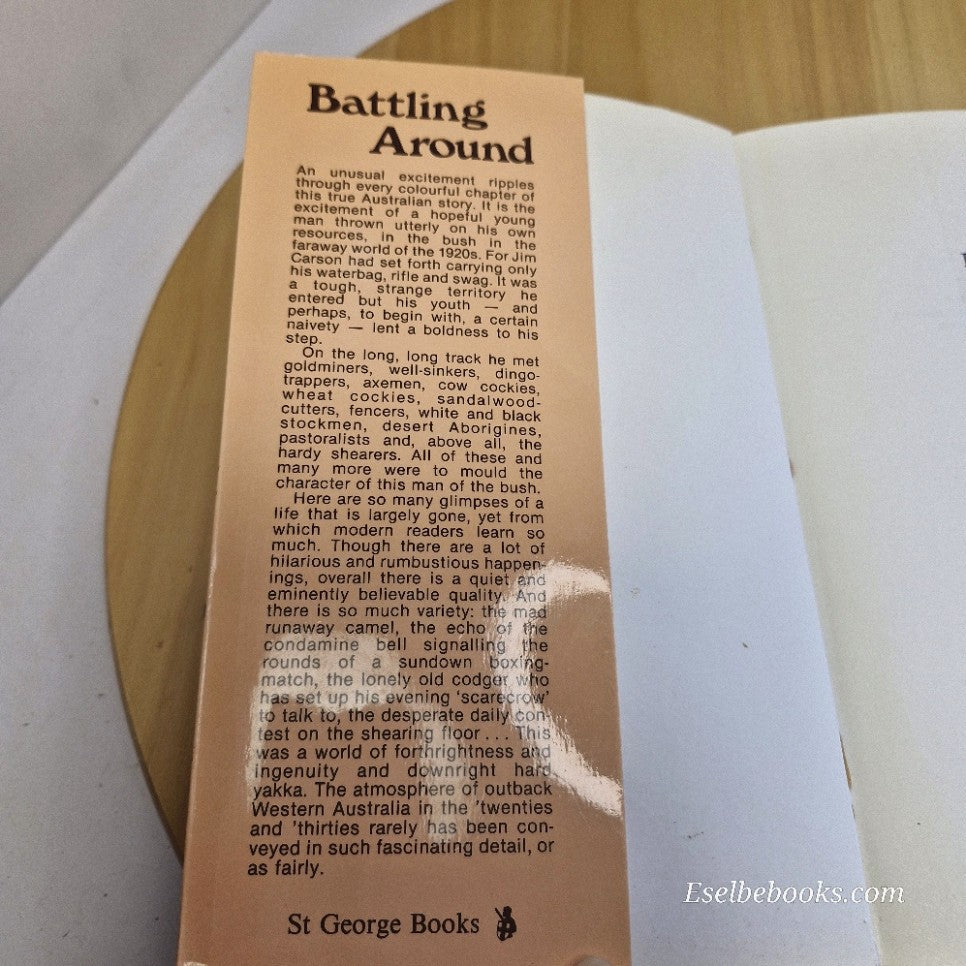 Battling
Around
An unusual excitement ripples
through every colourful chapter of
this true Australian story. It is the
excitement of a hopeful young
man thrown utterly on his own
resources, in the bush in the
faraway world of the 1920s. For Jim
Carson had set forth carrying only
his waterbag, rifle and swag. It was
a tough, strange territory he
entered but his youth — and
perhaps, to begin with, a certain
naivety — lent a boldness to his
step.
On the long, long track he met
goldminers, well-sinkers, dingo-
trappers, axemen, cow cockies,
wheat cockies, sandalwood-
cutters, fencers, white and black
stockmen, desert Aborigines,
pastoralists and, above all, the
hardy shearers. All of these and
many more were to mould the
character of this man of the bush.
Here are so many glimpses of a
life that is largely gone, yet from
which modern readers learn so
much. Though there are a lot of
hilarious and rumbustious happen-
ings, overall there is a quiet and
eminently believable quality. And
there is so much variety: the mad
runaway camel, the echo of the
condamine bell signalling the
rounds of a sundown boxing-
match, the lonely old codger who
has set up his evening ‘scarecrow’
to talk to, the desperate daily con-
test on the shearing floor . . . This
was a world of forthrightness and
ingenuity and downright hard
yakka. The atmosphere of outback
Western Australia in the ’twenties
and ’thirties rarely has been con-
veyed in such fascinating detail, or
as fairly.
St George Books
Eselbebooks.com